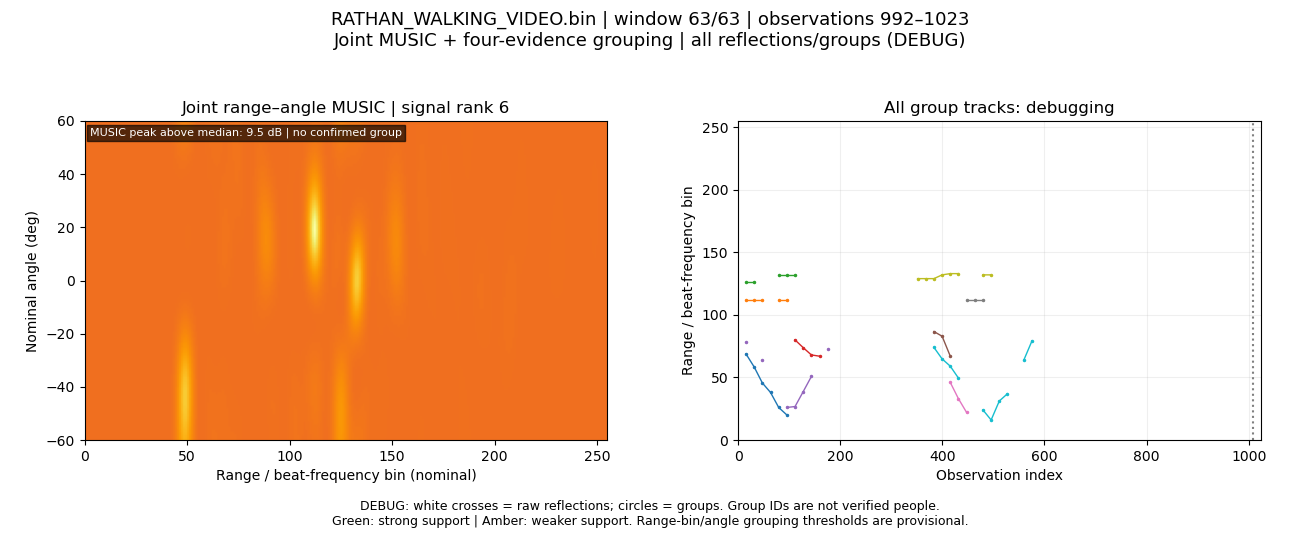 RATHAN_WALKING_VIDEO.bin | window 63/63 | observations 992–1023
Joint MUSIC + four-evidence grouping | all reflections/groups (DEBUG)
Joint range–angle MUSIC | signal rank 6
MUSIC peak above median: 9.5 dB | no confirmed group
60
40
20
0
−20
−40
−60
Nominal angle (deg)
0 50 100 150 200 250
Range / beat-frequency bin (nominal)
All group tracks: debugging
250
200
150
100
50
0
Range / beat-frequency bin
0 200 400 600 800 1000
Observation index
DEBUG: white crosses = raw reflections; circles = groups. Group IDs are not verified people.
Green: strong support | Amber: weaker support. Range-bin/angle grouping thresholds are provisional.